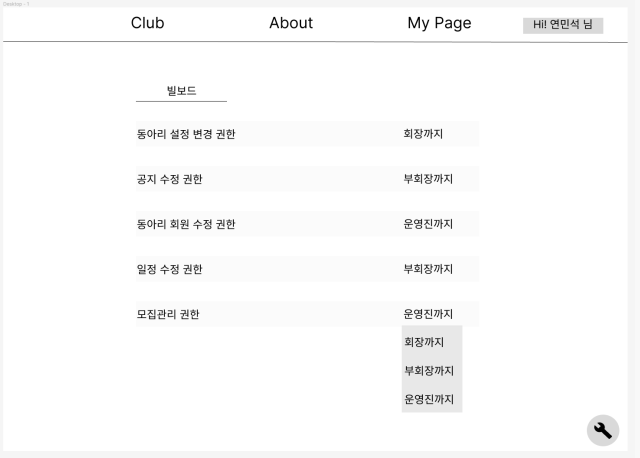 Desktop - 1
Club About My Page Hi! 연민석 님
빌보드
동아리 설정 변경 권한 회장까지
공지 수정 권한 부회장까지
동아리 회원 수정 권한 운영진까지
일정 수정 권한 부회장까지
모집관리 권한 운영진까지
회장까지
부회장까지
운영진까지